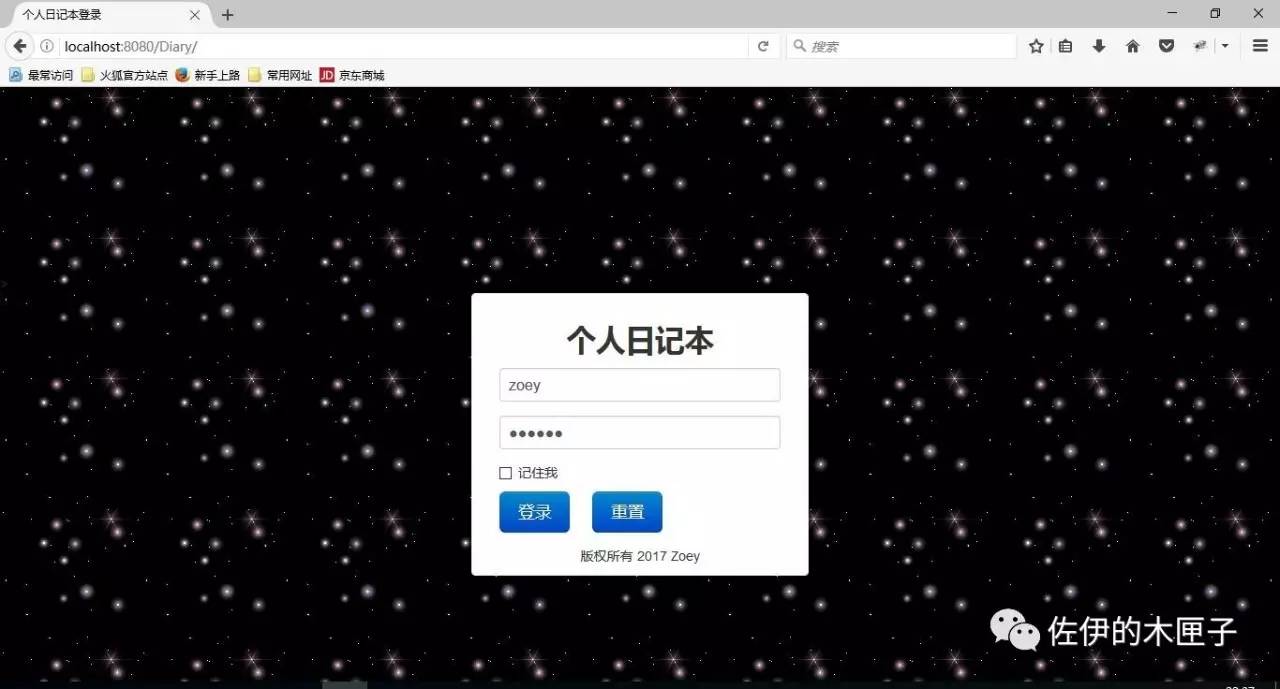 个人日记本登录
localhost:8080/Diary/
搜索
最常访问 火狐官方站点 新手上路 常用网址 JD 京东商城
个人日记本
zoey
●●●●●●
记住我
登录 重置
版权所有 2017 Zoey
佐伊的木匣子